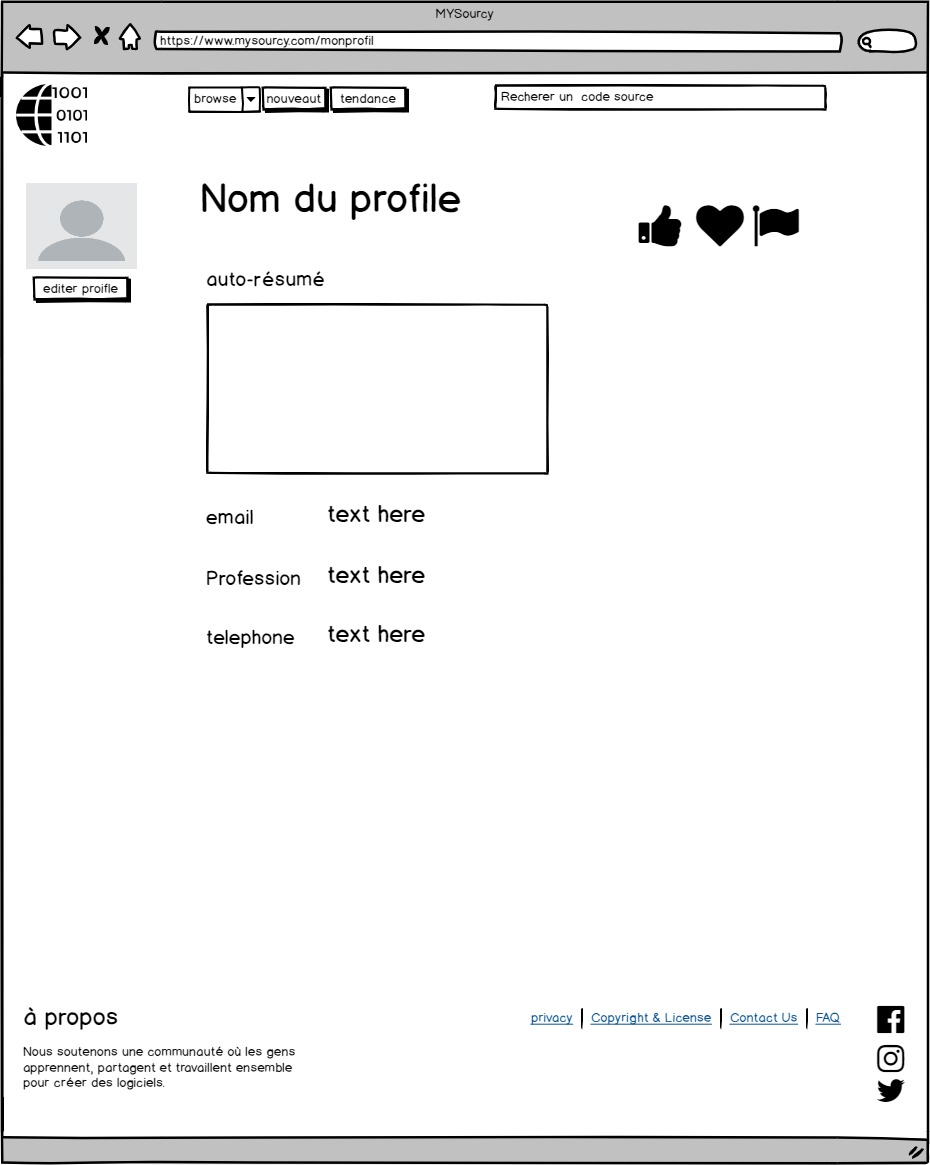 MYSourcy
https://www.mysourcy.com/monprofil
1001
0101
1101
browse nouveaut tendance
Recherer un code source
Nom du profile
editer proifle
auto-résumé
email text here
Profession text here
telephone text here
à propos
privacy Copyright & License Contact Us FAQ
Nous soutenons une communauté où les gens
apprennent, partagent et travaillent ensemble
pour créer des logiciels.